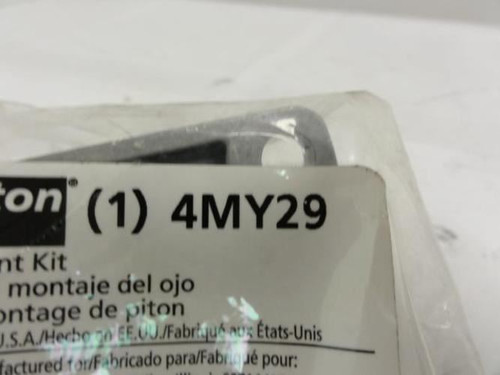 ton® (1) 4MY29
nt Kit
montaje del ojo
ontage de piton
U.S.A./Hecho en EE.UU./Fabriqué aux États-Unis
factured for/Fabricado para/Fabriqué pour: